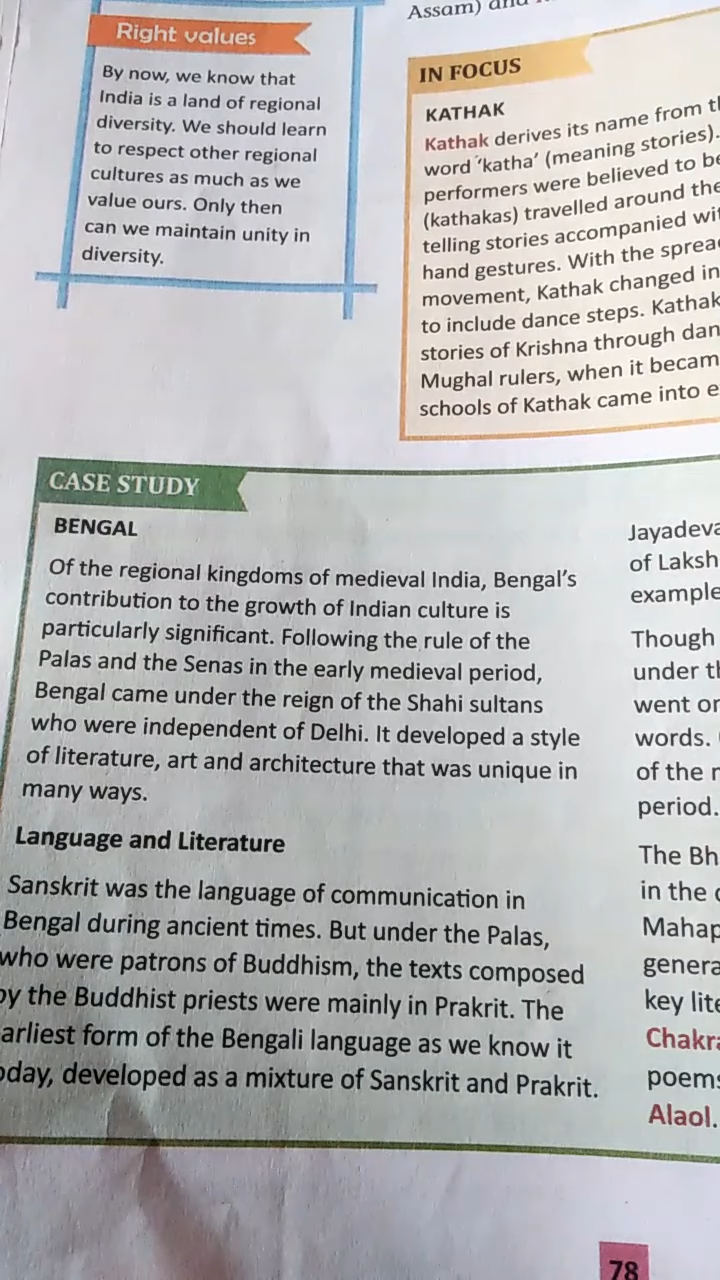 Assam) and
Right values
By now, we know that
India is a land of regional
diversity. We should learn
to respect other regional
cultures as much as we
value ours. Only then
can we maintain unity in
diversity.
IN FOCUS
KATHAK
Kathak derives its name from
word 'katha' (meaning stories).
performers were believed to
(kathakas) travelled around the
telling stories accompanied
hand gestures. With the
movement, Kathak changed in
to include dance steps. Kathak
stories of Krishna through
Mughal rulers, when it
schools of Kathak came into
CASE STUDY
BENGAL
Of the regional kingdoms of medieval India, Bengal's
contribution to the growth of Indian culture is
particularly significant. Following the rule of the
Palas and the Senas in the early medieval period,
Bengal came under the reign of the Shahi sultans
who were independent of Delhi. It developed a style
of literature, art and architecture that was unique in
many ways.
Language and Literature
Sanskrit was the language of communication in
Bengal during ancient times. But under the Palas,
who were patrons of Buddhism, the texts composed
by the Buddhist priests were mainly in Prakrit. The
arliest form of the Bengali language as we know it
oday, developed as a mixture of Sanskrit and Prakrit.
Jayadeva
of Laksh
example
Though
under
went
words.
of the
period.
The Bh
in the
Mahap
genera
key
Chakra
poems
Alaol.
78